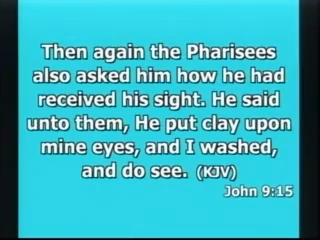 Then again the Pharisees
also asked him how he had
received his sight. He said
unto them, He put clay upon
mine eyes, and I washed,
and do see. (KJV)
John 9:15